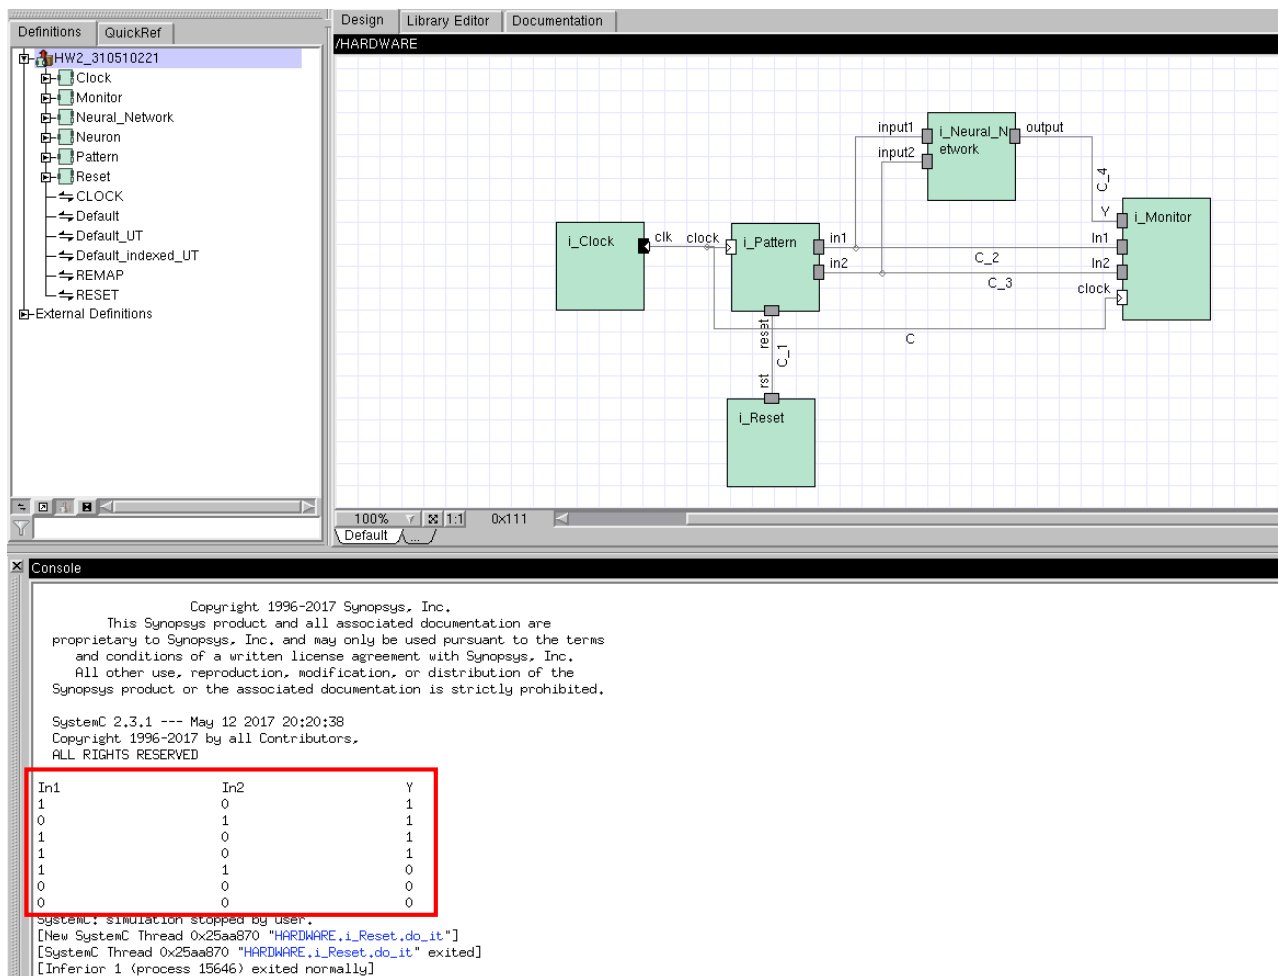 Definitions QuickRef
HW2_310510221
Clock
Monitor
Neural_Network
Neuron
Pattern
Reset
CLOCK
Default
Default_UT
Default_indexed_UT
REMAP
RESET
External Definitions
Design Library Editor Documentation
/HARDWARE
input1
input2
i_Neural_N
etwork
output
C_4
i_Clock
clk
clock
i_Pattern
in1
in2
C_2
C_3
Y
In1
In2
clock
i_Monitor
reset
C_1
rst
C
i_Reset
100% 1:1 0x111
Default ...
Console
Copyright 1996-2017 Synopsys, Inc.
This Synopsys product and all associated documentation are
proprietary to Synopsys, Inc. and may only be used pursuant to the terms
and conditions of a written license agreement with Synopsys, Inc.
All other use, reproduction, modification, or distribution of the
Synopsys product or the associated documentation is strictly prohibited.
SystemC 2.3.1 --- May 12 2017 20:20:38
Copyright 1996-2017 by all Contributors,
ALL RIGHTS RESERVED
In1 In2 Y
1 0 1
0 1 1
1 0 1
1 0 1
1 1 0
0 0 0
0 0 0
SystemC: simulation stopped by user.
[New SystemC Thread 0x25aa870 "HARDWARE.i_Reset.do_it"]
[SystemC Thread 0x25aa870 "HARDWARE.i_Reset.do_it" exited]
[Inferior 1 (process 15646) exited normally]